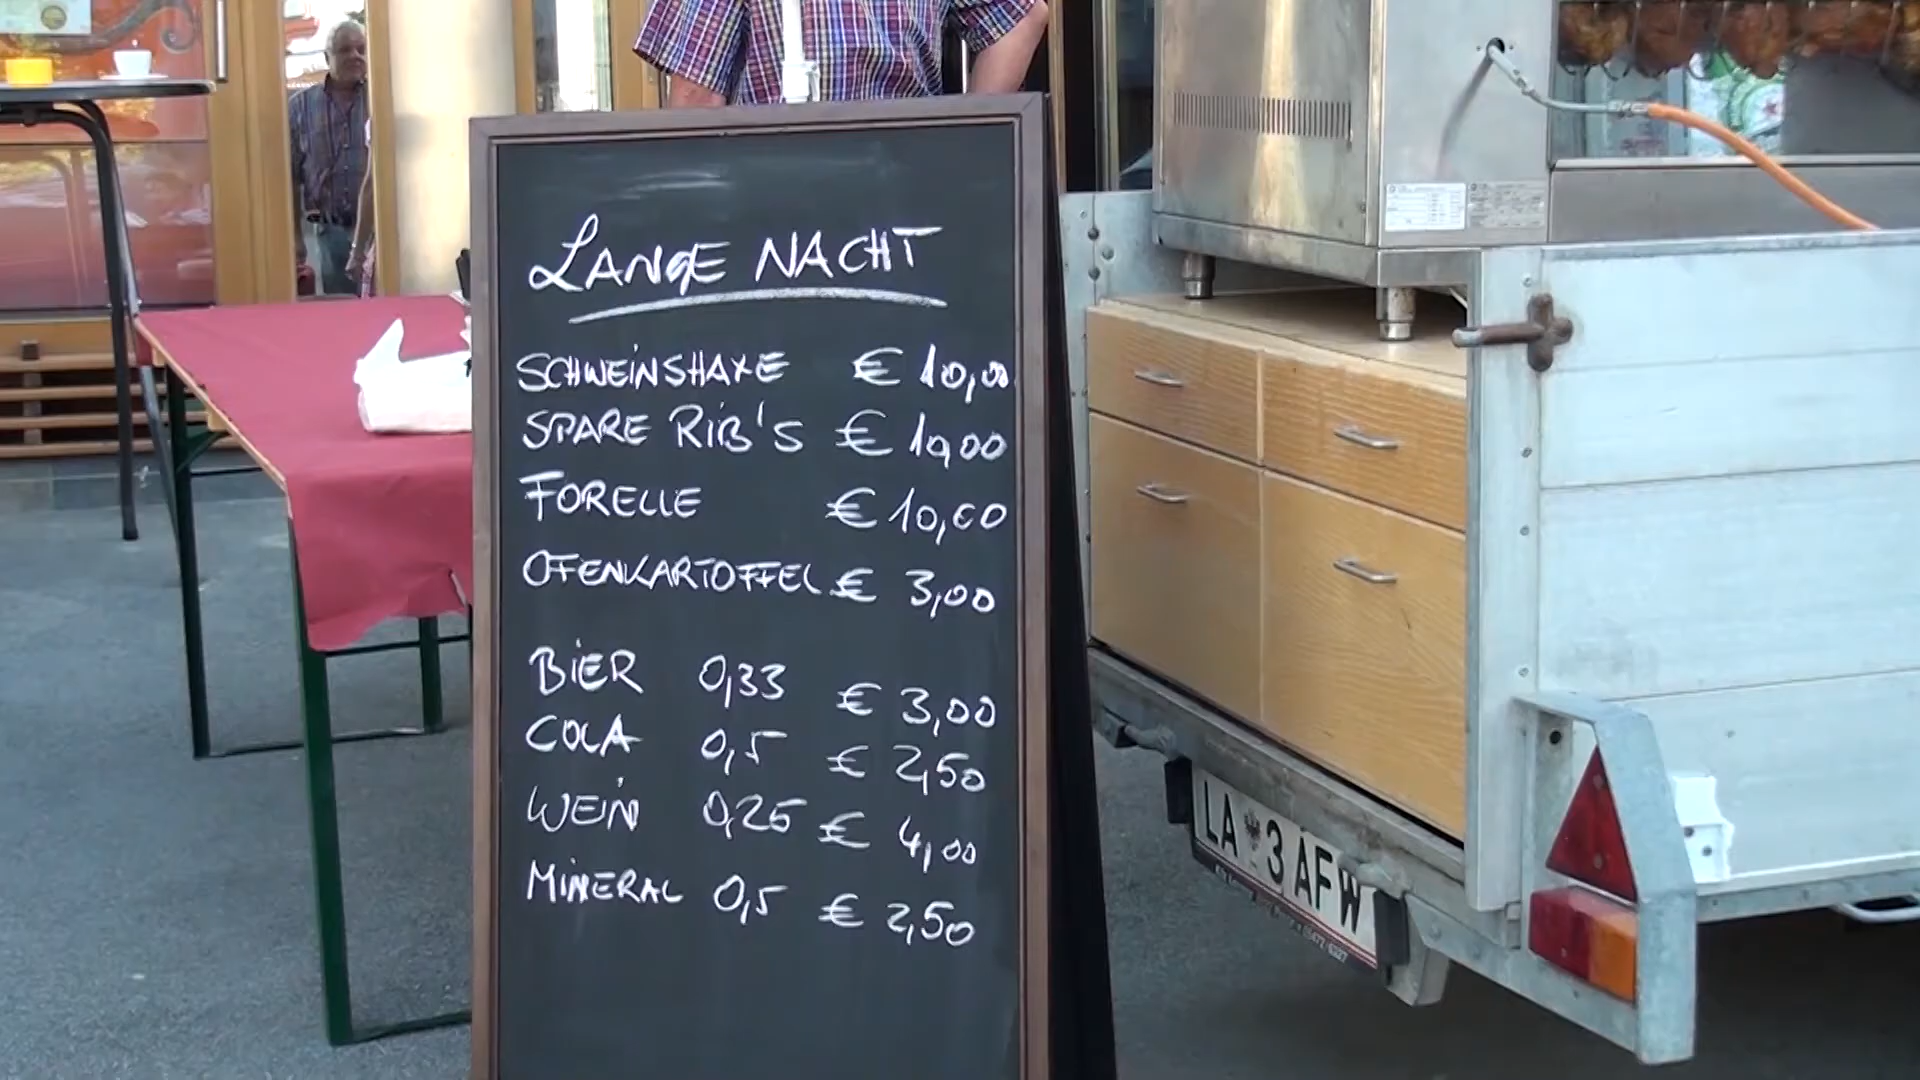 LANGE NACHT
SCHWEINSHAXE € 10,00
SPARE RIB'S € 10,00
FORELLE € 10,00
OFENKARTOFFEL € 3,00
BIER 0,33 € 3,00
COLA 0,5 € 2,50
WEIN 0,25 € 4,00
MINERAL 0,5 € 2,50
LA 3 AFW